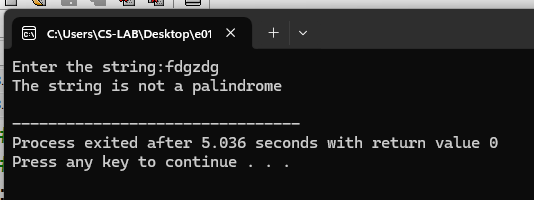 C:\Users\CS-LAB\Desktop\e01
Enter the string:fdgzdg
The string is not a palindrome
--------------------------------
Process exited after 5.036 seconds with return value 0
Press any key to continue . . .